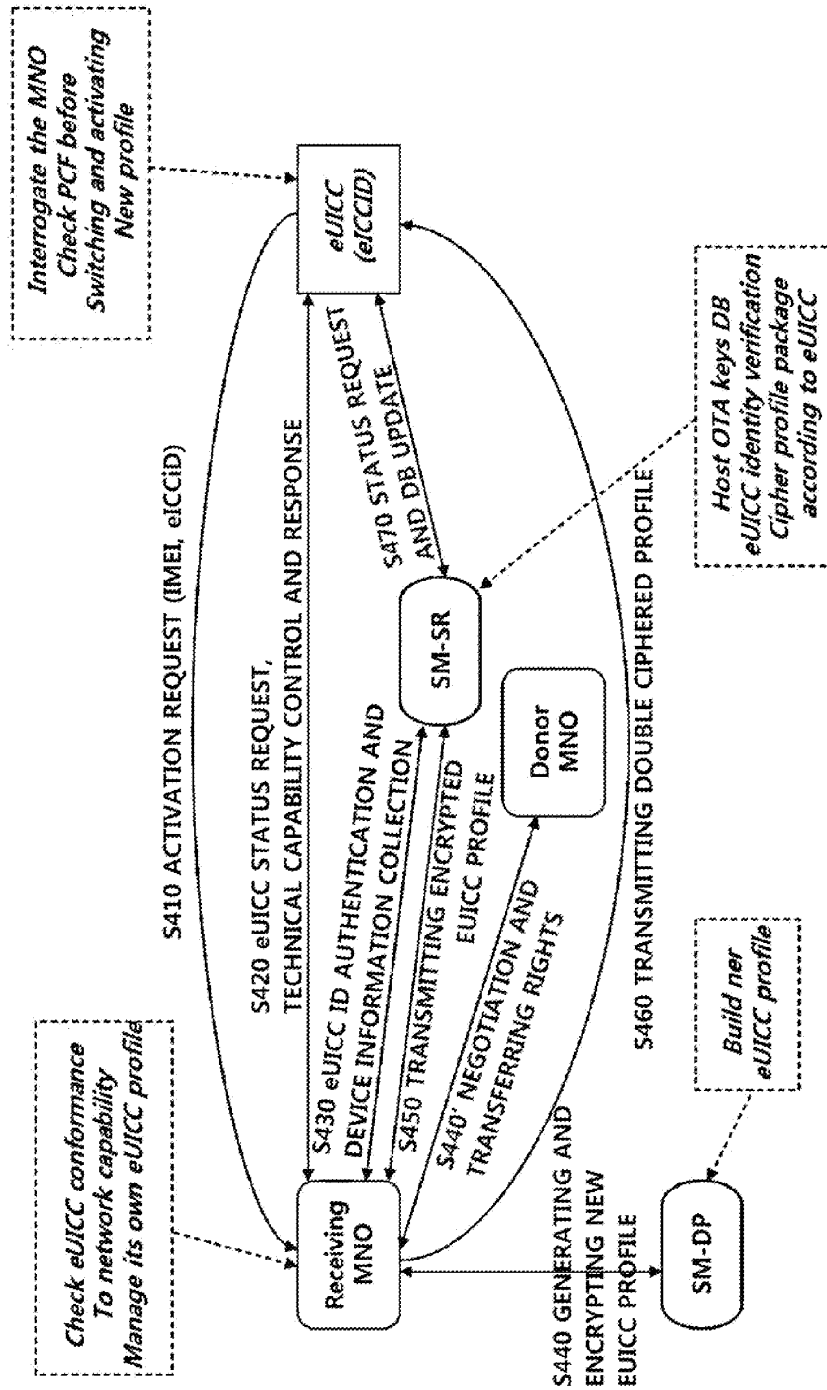 Check eUICC conformance
To network capability
Manage its own eUICC profile
Interrogate the MNO
Check PCF before
Switching and activating
New profile
S410 ACTIVATION REQUEST (IMEI, eICCiD)
Receiving
MNO
eUICC
(eICCID)
S420 eUICC STATUS REQUEST,
TECHNICAL CAPABILITY CONTROL AND RESPONSE
S430 eUICC ID AUTHENTICATION AND
DEVICE INFORMATION COLLECTION
S470 STATUS REQUEST
AND DB UPDATE
SM-SR
S450 TRANSMITTING ENCRYPTED
EUICC PROFILE
S440' NEGOTIATION AND
TRANSFERRING RIGHTS
Donor
MNO
S460 TRANSMITTING DOUBLE CIPHERED PROFILE
S440 GENERATING AND
ENCRYPTING NEW
EUICC PROFILE
SM-DP
Build ner
eUICC profile
Host OTA keys DB
eUICC identity verification
Cipher profile package
according to eUICC